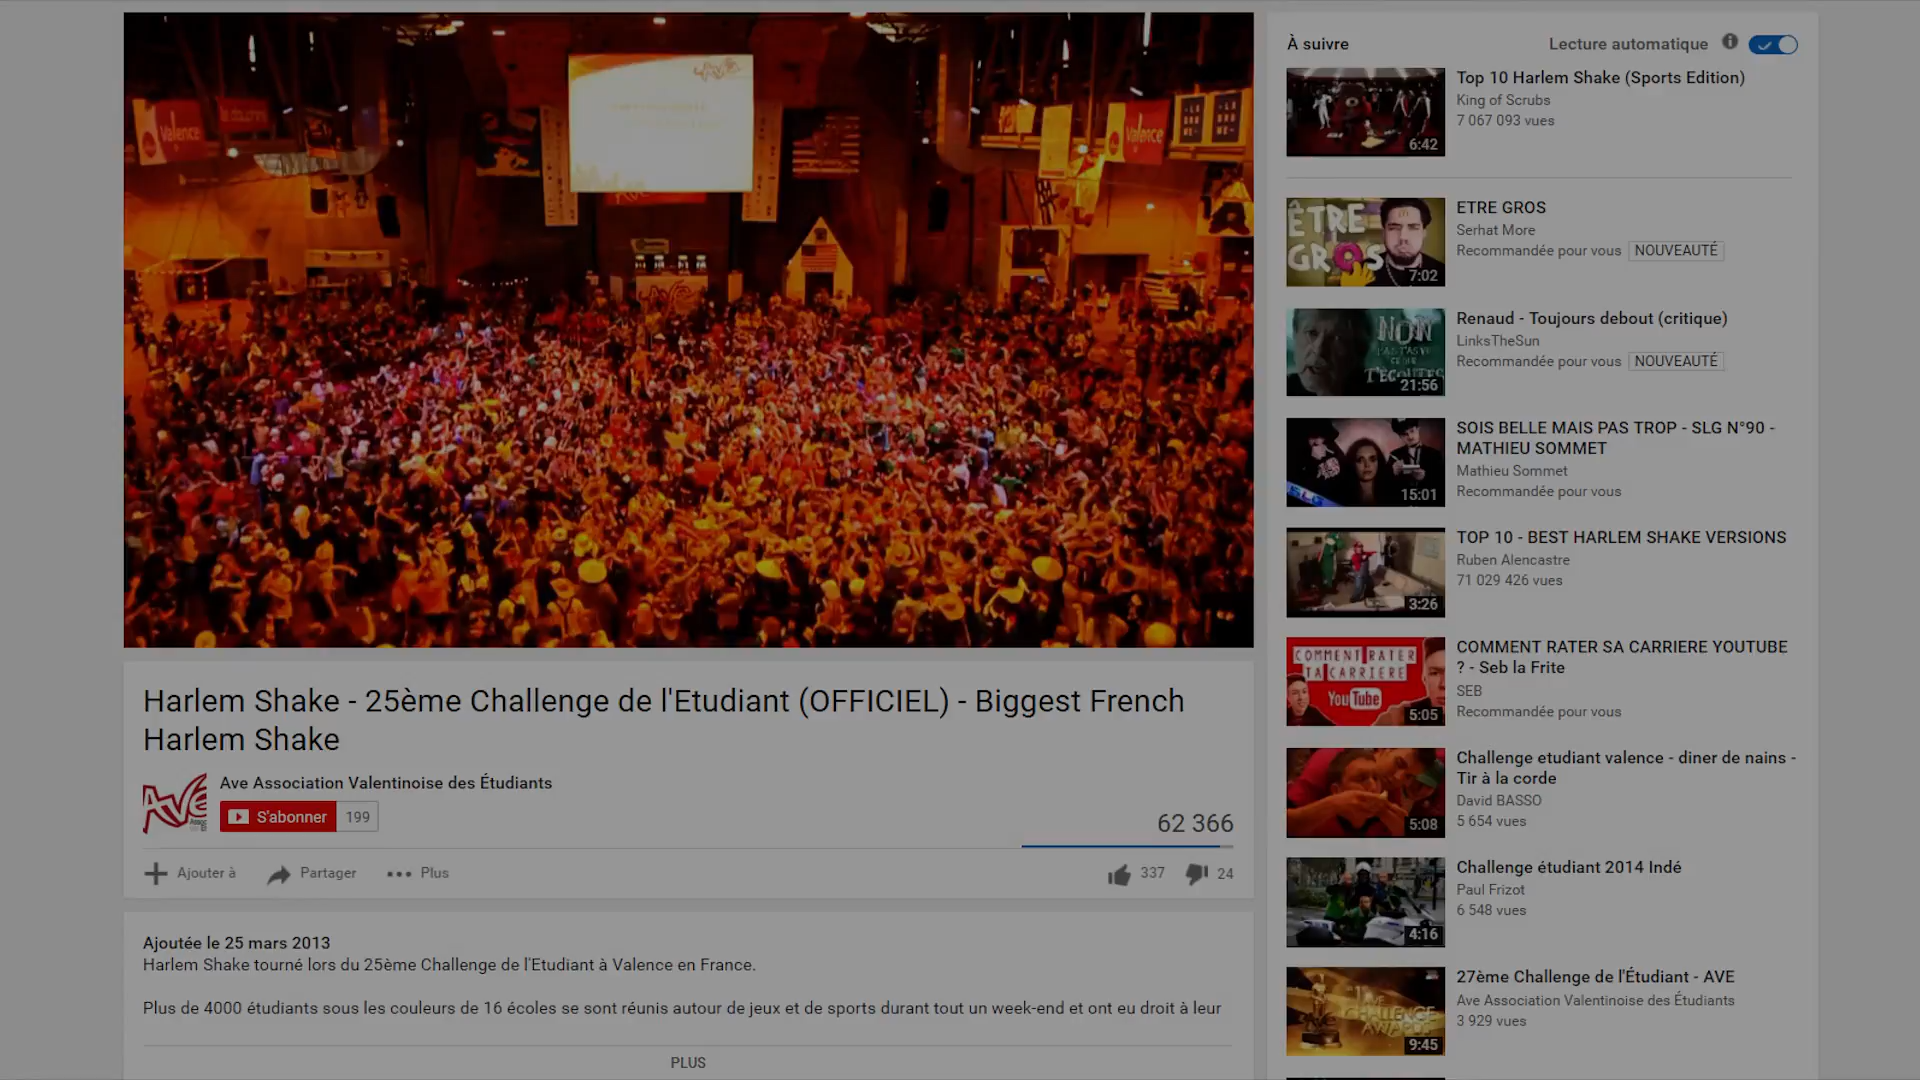 Valence
Valence
Harlem Shake - 25ème Challenge de l'Etudiant (OFFICIEL) - Biggest French
Harlem Shake
AVE
Ave Association Valentinoise des Étudiants
S'abonner 199
62 366
Ajouter à Partager Plus 337 24
Ajoutée le 25 mars 2013
Harlem Shake tourné lors du 25ème Challenge de l'Etudiant à Valence en France.
Plus de 4000 étudiants sous les couleurs de 16 écoles se sont réunis autour de jeux et de sports durant tout un week-end et ont eu droit à leur
PLUS
À suivre Lecture automatique
Top 10 Harlem Shake (Sports Edition)
King of Scrubs
7 067 093 vues
6:42
ÊTRE
GROS
7:02
ETRE GROS
Serhat More
Recommandée pour vous NOUVEAUTÉ
NON
T'ÉCOUTES
21:56
Renaud - Toujours debout (critique)
LinksTheSun
Recommandée pour vous NOUVEAUTÉ
SLG
15:01
SOIS BELLE MAIS PAS TROP - SLG N°90 -
MATHIEU SOMMET
Mathieu Sommet
Recommandée pour vous
3:26
TOP 10 - BEST HARLEM SHAKE VERSIONS
Ruben Alencastre
71 029 426 vues
COMMENT RATER
TA CARRIERE
YouTube
5:05
COMMENT RATER SA CARRIERE YOUTUBE
? - Seb la Frite
SEB
Recommandée pour vous
5:08
Challenge etudiant valence - diner de nains -
Tir à la corde
David BASSO
5 654 vues
4:16
Challenge étudiant 2014 Indé
Paul Frizot
6 548 vues
CHALLENGE
AWARDS
9:45
27ème Challenge de l'Étudiant - AVE
Ave Association Valentinoise des Étudiants
3 929 vues